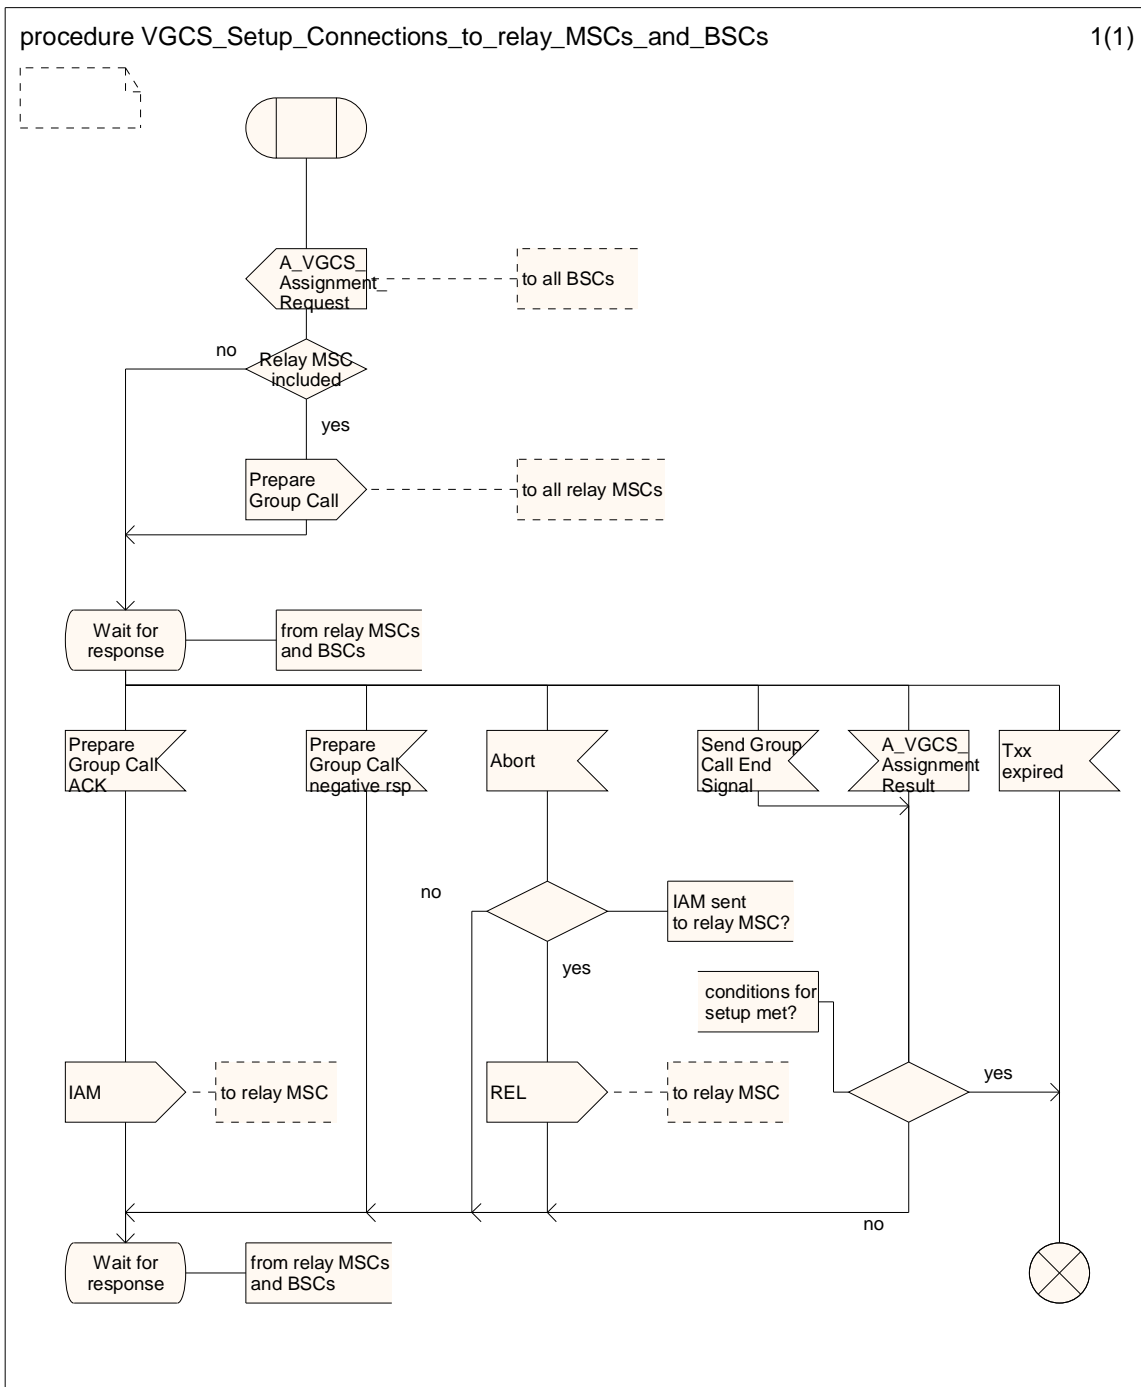 procedure VGCS_Setup_Connections_to_relay_MSCs_and_BSCs
1(1)
A_VGCS_
Assignment_
Request
to all BSCs
no
Relay MSC
included
yes
Prepare
Group Call
to all relay MSCs
Wait for
response
from relay MSCs
and BSCs
Prepare
Group Call
ACK
Prepare
Group Call
negative rsp
Abort
Send Group
Call End
Signal
A_VGCS_
Assignment
Result
Txx
expired
no
IAM sent
to relay MSC?
yes
conditions for
setup met?
IAM
to relay MSC
REL
to relay MSC
yes
no
Wait for
response
from relay MSCs
and BSCs